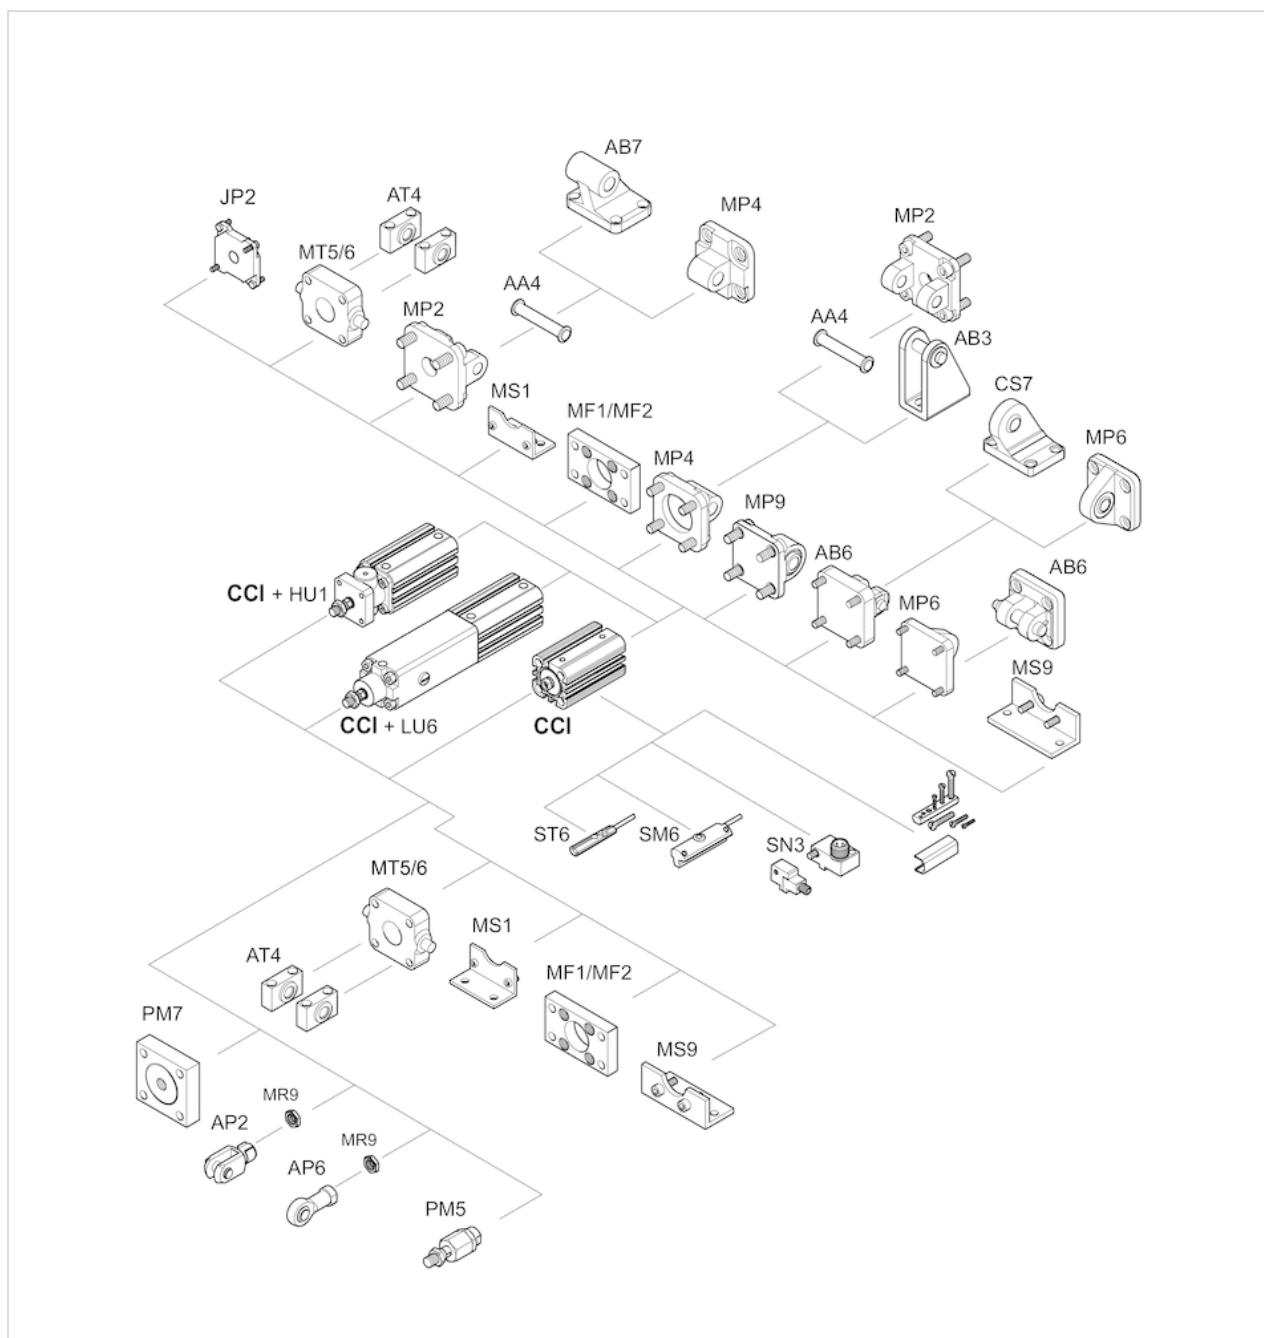 AB7
JP2
AT4
MP4
MP2
MT5/6
AA4
MP2
AA4
AB3
MS1
MF1/MF2
CS7
MP4
MP6
MP9
AB6
AB6
CCI + HU1
MP6
MS9
CCI + LU6
CCI
ST6
SM6
SN3
MT5/6
MS1
AT4
MF1/MF2
PM7
MS9
MR9
AP2
MR9
AP6
PM5